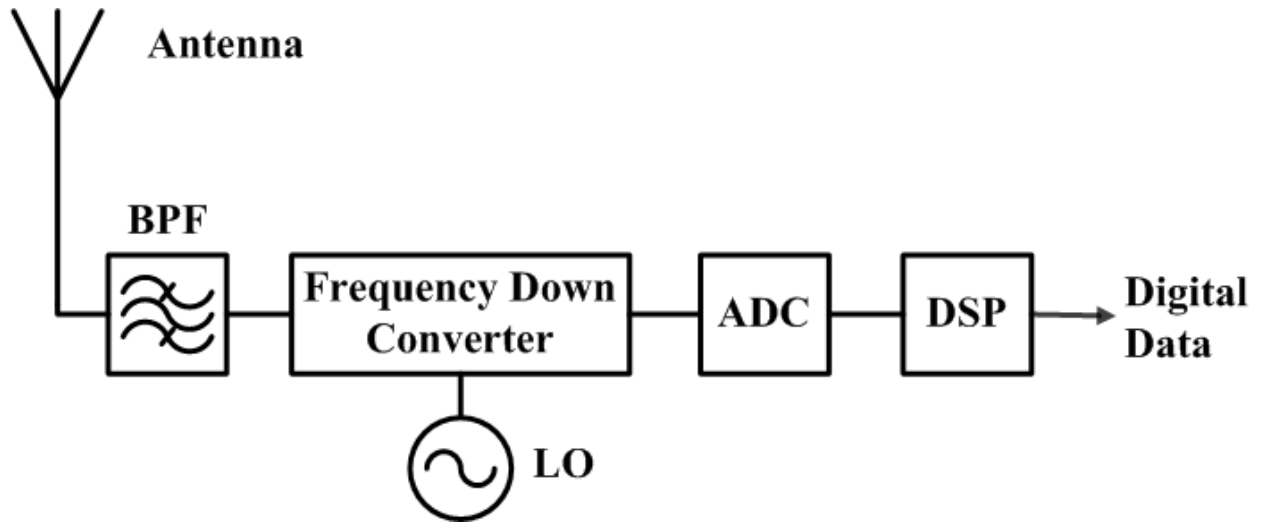 Antenna
BPF
Frequency Down
Converter
ADC
DSP
Digital
Data
LO